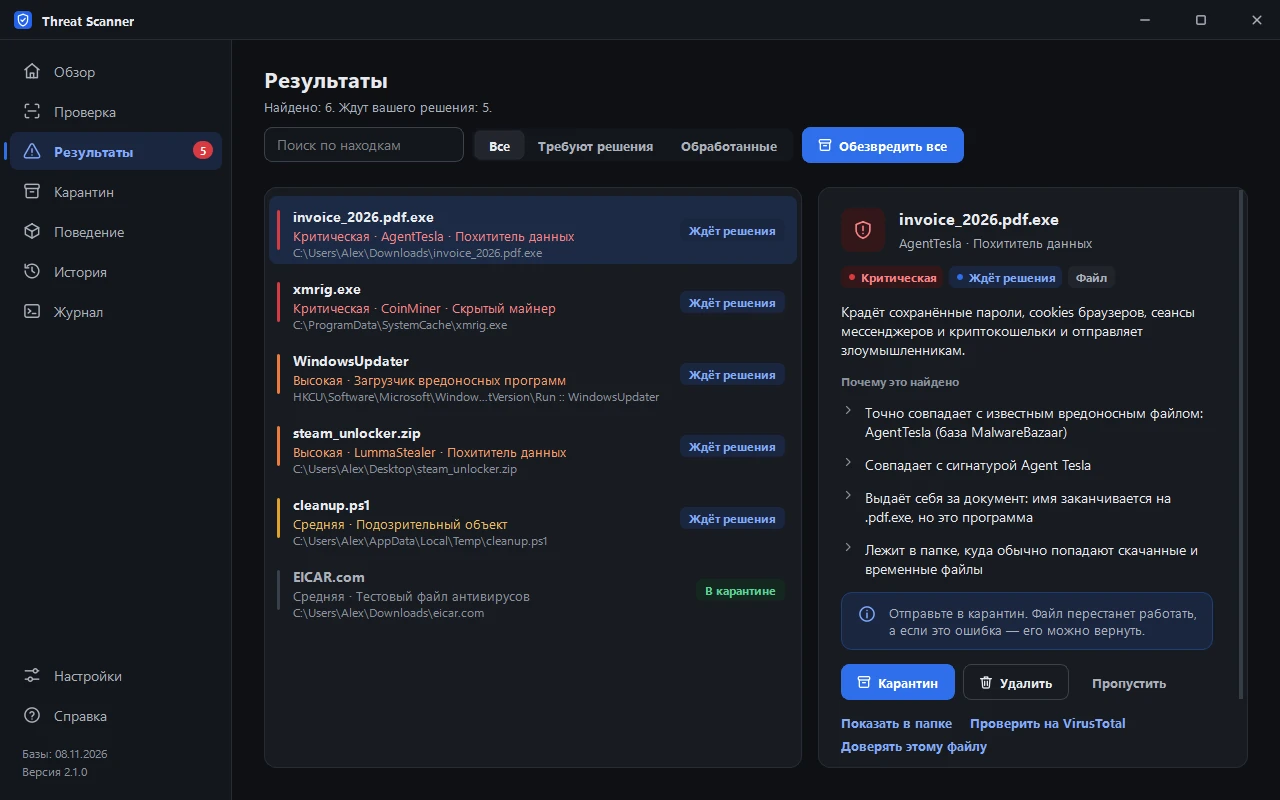 Threat Scanner
Обзор
Проверка
Результаты
5
Карантин
Поведение
История
Журнал
Настройки
Справка
Базы: 08.11.2026
Версия 2.1.0
Результаты
Найдено: 6. Ждут вашего решения: 5.
Поиск по находкам
Все
Требуют решения
Обработанные
Обезвредить все
invoice_2026.pdf.exe
Критическая · AgentTesla · Похититель данных
C:\Users\Alex\Downloads\invoice_2026.pdf.exe
Ждёт решения
xmrig.exe
Критическая · CoinMiner · Скрытый майнер
C:\ProgramData\SystemCache\xmrig.exe
Ждёт решения
WindowsUpdater
Высокая · Загрузчик вредоносных программ
HKCU\Software\Microsoft\Window...tVersion\Run :: WindowsUpdater
Ждёт решения
steam_unlocker.zip
Высокая · LummaStealer · Похититель данных
C:\Users\Alex\Desktop\steam_unlocker.zip
Ждёт решения
cleanup.ps1
Средняя · Подозрительный объект
C:\Users\Alex\AppData\Local\Temp\cleanup.ps1
Ждёт решения
EICAR.com
Средняя · Тестовый файл антивирусов
C:\Users\Alex\Downloads\eicar.com
В карантине
invoice_2026.pdf.exe
AgentTesla · Похититель данных
Критическая
Ждёт решения
Файл
Крадёт сохранённые пароли, cookies браузеров, сеансы
мессенджеров и криптокошельки и отправляет
злоумышленникам.
Почему это найдено
Точно совпадает с известным вредоносным файлом:
AgentTesla (база MalwareBazaar)
Совпадает с сигнатурой Agent Tesla
Выдаёт себя за документ: имя заканчивается на
.pdf.exe, но это программа
Лежит в папке, куда обычно попадают скачанные и
временные файлы
Отправьте в карантин. Файл перестанет работать,
а если это ошибка — его можно вернуть.
Карантин
Удалить
Пропустить
Показать в папке
Проверить на VirusTotal
Доверять этому файлу